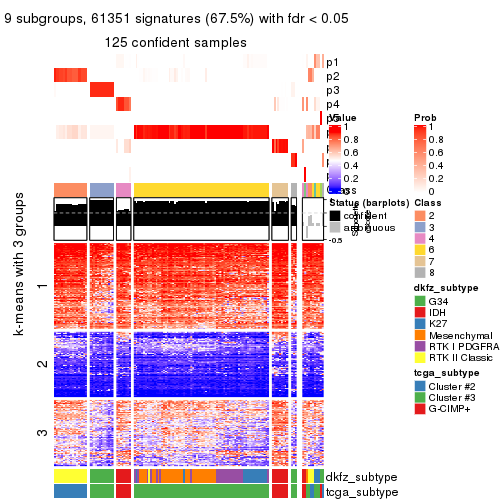 9 subgroups, 61351 signatures (67.5%) with fdr < 0.05
125 confident samples
p1
p2
p3
p4
Value
1
0.8
0.6
0.4
0.2
0
Prob
1
0.8
0.6
0.4
0.2
0
Status (barplots)
confident
ambiguous
-0.5
Class
2
3
4
6
7
8
k-means with 3 groups
1
2
3
dkfz_subtype
G34
IDH
K27
Mesenchymal
RTK I PDGFRA
RTK II Classic
tcga_subtype
Cluster #2
Cluster #3
G-CIMP+
dkfz_subtype
tcga_subtype